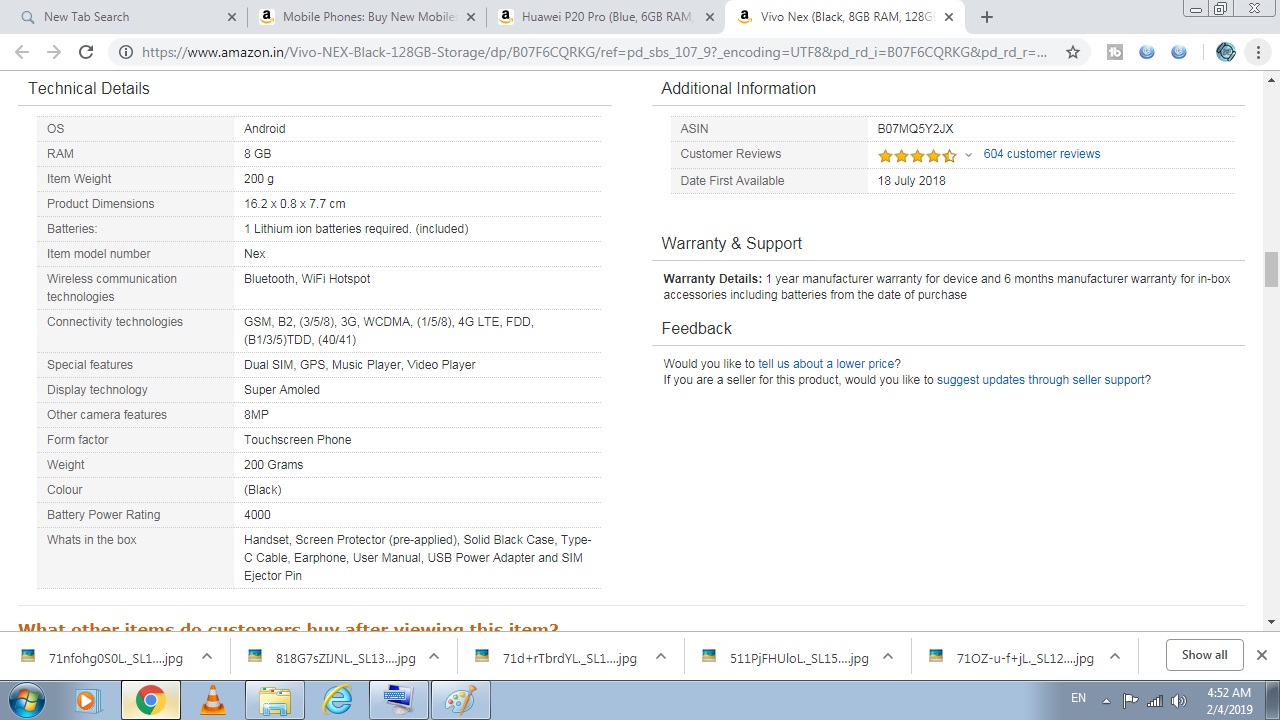 New Tab Search
Mobile Phones: Buy New Mobile
Huawei P20 Pro (Blue, 6GB RAM,
Vivo Nex (Black, 8GB RAM, 128G
https://www.amazon.in/Vivo-NEX-Black-128GB-Storage/dp/B07F6CQRKG/ref=pd_sbs_107_9?_encoding=UTF8&pd_rd_i=B07F6CQRKG&pd_rd_r=...
Technical Details
OS Android
RAM 8 GB
Item Weight 200 g
Product Dimensions 16.2 x 0.8 x 7.7 cm
Batteries: 1 Lithium ion batteries required. (included)
Item model number Nex
Wireless communication technologies Bluetooth, WiFi Hotspot
Connectivity technologies GSM, B2, (3/5/8), 3G, WCDMA, (1/5/8), 4G LTE, FDD,
(B1/3/5)TDD, (40/41)
Special features Dual SIM, GPS, Music Player, Video Player
Display technology Super Amoled
Other camera features 8MP
Form factor Touchscreen Phone
Weight 200 Grams
Colour (Black)
Battery Power Rating 4000
Whats in the box Handset, Screen Protector (pre-applied), Solid Black Case, Type-
C Cable, Earphone, User Manual, USB Power Adapter and SIM
Ejector Pin
Additional Information
ASIN B07MQ5Y2JX
Customer Reviews 604 customer reviews
Date First Available 18 July 2018
Warranty & Support
Warranty Details: 1 year manufacturer warranty for device and 6 months manufacturer warranty for in-box
accessories including batteries from the date of purchase
Feedback
Would you like to tell us about a lower price?
If you are a seller for this product, would you like to suggest updates through seller support?
What other items do customers buy after viewing this item?
71nfohg0S0L._SL1....jpg
818G7sZIJNL._SL13....jpg
71d+rTbrdYL._SL1....jpg
511PjFHUloL._SL15....jpg
71OZ-u-f+jL._SL12....jpg
Show all
EN
4:52 AM
2/4/2019